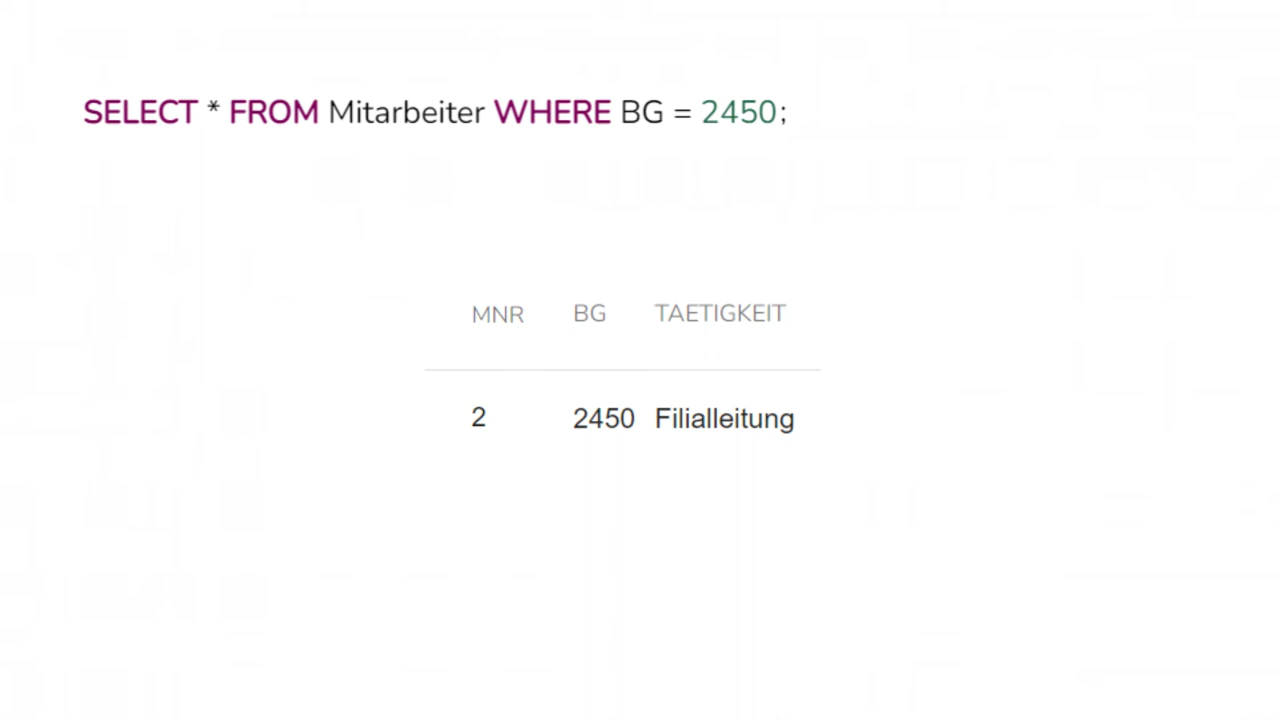 SELECT * FROM Mitarbeiter WHERE BG = 2450;
MNR BG TAETIGKEIT
2 2450 Filialleitung